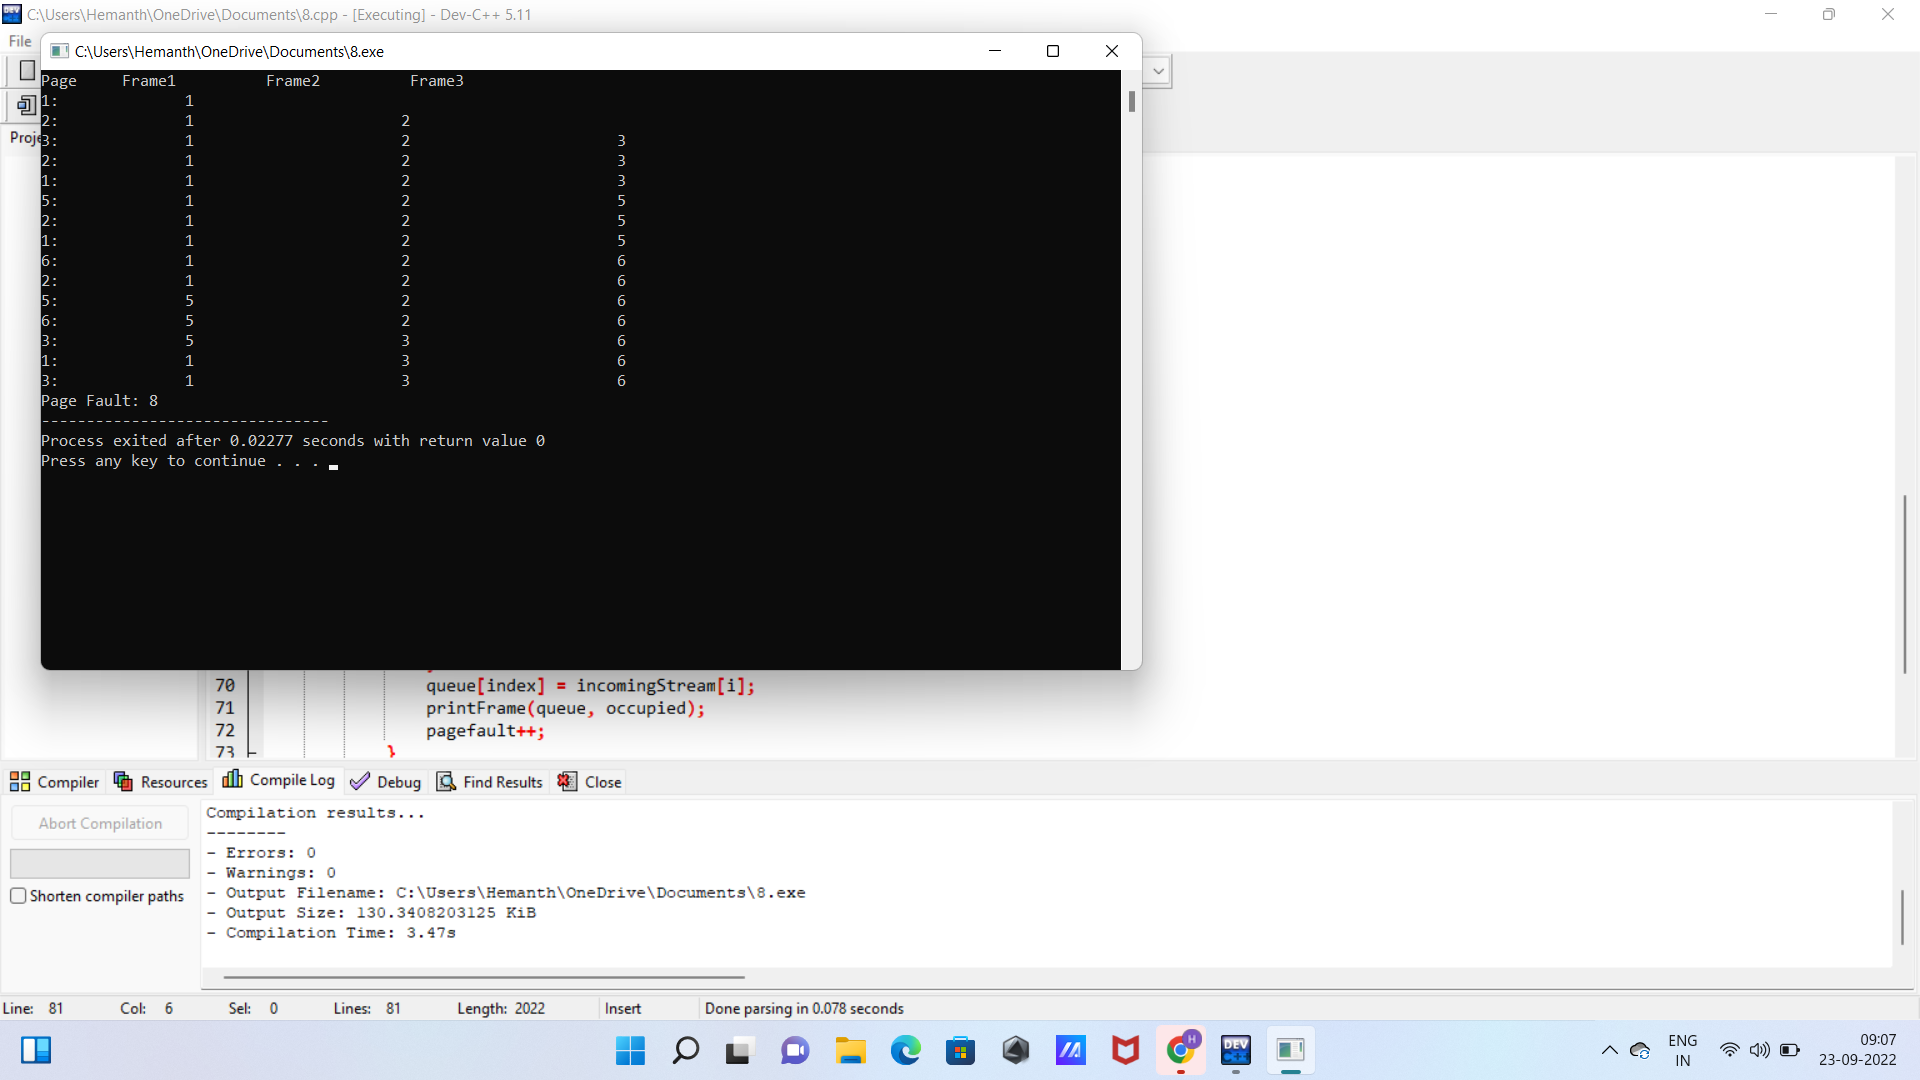 C:\Users\Hemanth\OneDrive\Documents\8.cpp - [Executing] - Dev-C++ 5.11
File
C:\Users\Hemanth\OneDrive\Documents\8.exe
Proje
Page     Frame1          Frame2          Frame3
1:              1
2:              1                       2
3:              1                       2                       3
2:              1                       2                       3
1:              1                       2                       3
5:              1                       2                       5
2:              1                       2                       5
1:              1                       2                       5
6:              1                       2                       6
2:              1                       2                       6
5:              5                       2                       6
6:              5                       2                       6
3:              5                       3                       6
1:              1                       3                       6
3:              1                       3                       6
Page Fault: 8
--------------------------------
Process exited after 0.02277 seconds with return value 0
Press any key to continue . . .
70 queue[index] = incomingStream[i];
71 printFrame(queue, occupied);
72 pagefault++;
73 }
Compiler Resources Compile Log Debug Find Results Close
Abort Compilation
Shorten compiler paths
Compilation results...
--------
- Errors: 0
- Warnings: 0
- Output Filename: C:\Users\Hemanth\OneDrive\Documents\8.exe
- Output Size: 130.3408203125 KiB
- Compilation Time: 3.47s
Line: 81 Col: 6 Sel: 0 Lines: 81 Length: 2022 Insert Done parsing in 0.078 seconds
H
DEV
C++
ENG
IN
09:07
23-09-2022